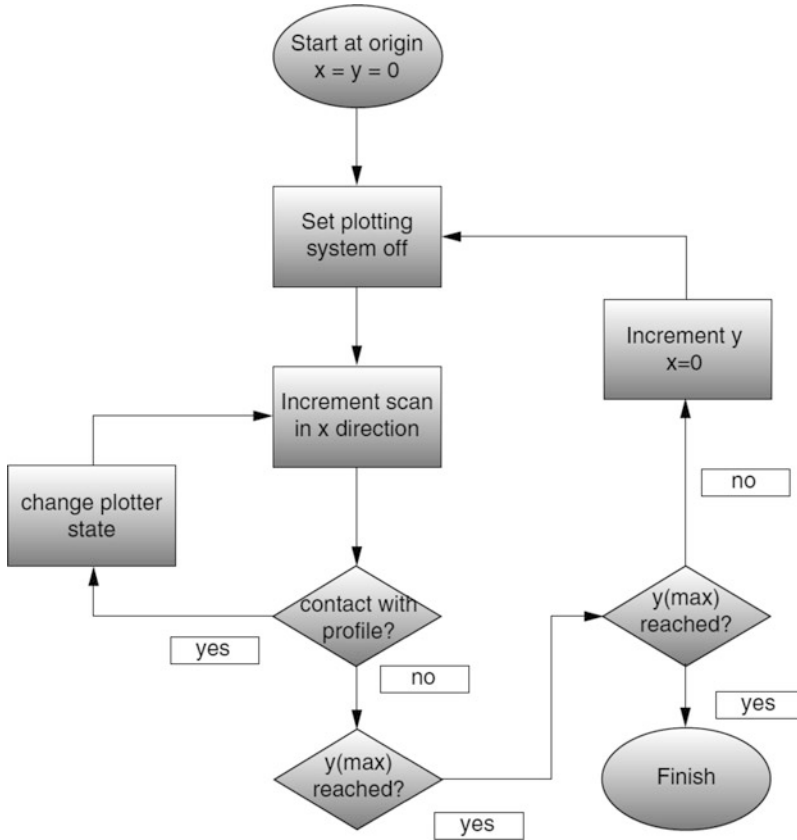 Start at origin
x = y = 0
Set plotting
system off
Increment scan
in x direction
change plotter
state
contact with
profile?
yes
no
y(max)
reached?
yes
y(max)
reached?
no
Increment y
x=0
yes
Finish